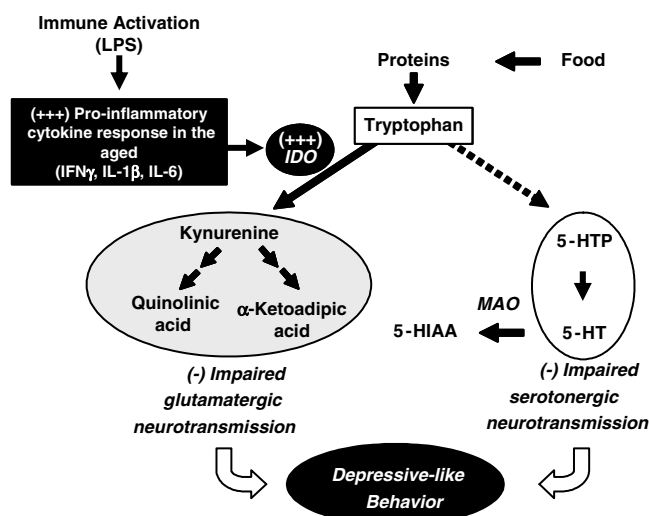 Immune Activation
(LPS)
(+++) Pro-inflammatory
cytokine response in the
aged
(IFNγ, IL-1β, IL-6)
(+++)
IDO
Proteins
Food
Tryptophan
Kynurenine
Quinolinic
acid
α-Ketoadipic
acid
5-HTP
MAO
5-HIAA
5-HT
(-) Impaired
glutamatergic
neurotransmission
(-) Impaired
serotonergic
neurotransmission
Depressive-like
Behavior